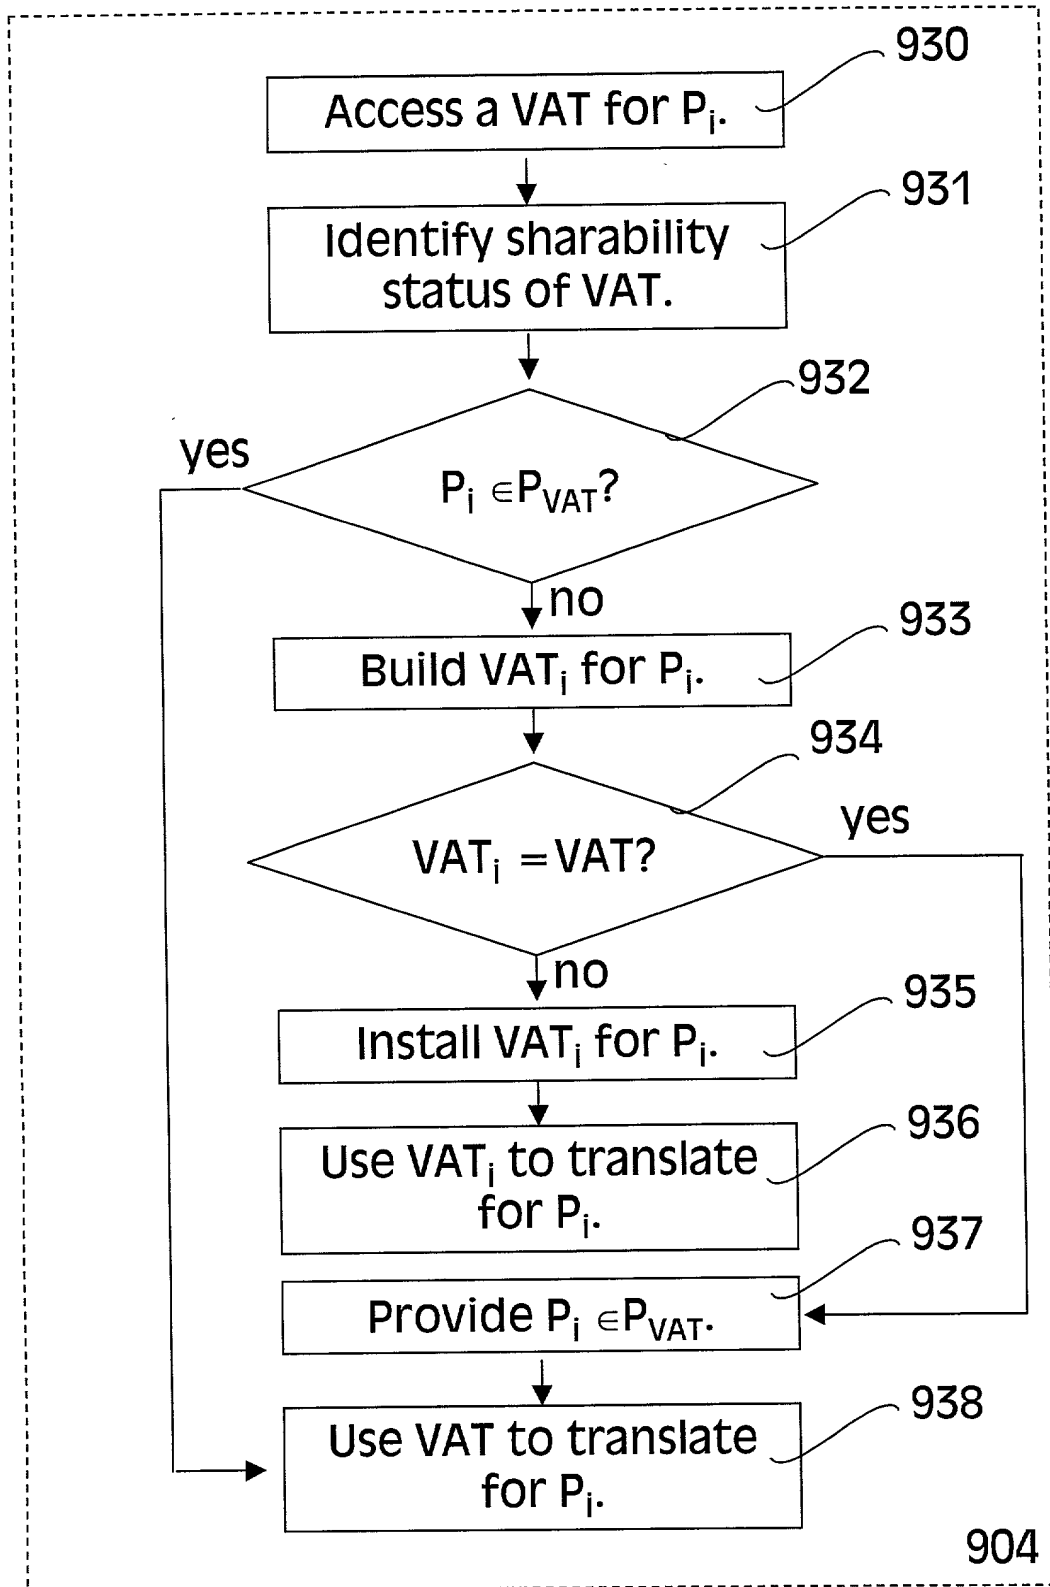 930
Access a VAT for Pᵢ.
931
Identify sharability
status of VAT.
932
yes
Pᵢ ∈P_VAT?
no
933
Build VATᵢ for Pᵢ.
934
yes
VATᵢ = VAT?
no
935
Install VATᵢ for Pᵢ.
936
Use VATᵢ to translate
for Pᵢ.
937
Provide Pᵢ ∈P_VAT.
938
Use VAT to translate
for Pᵢ.
904